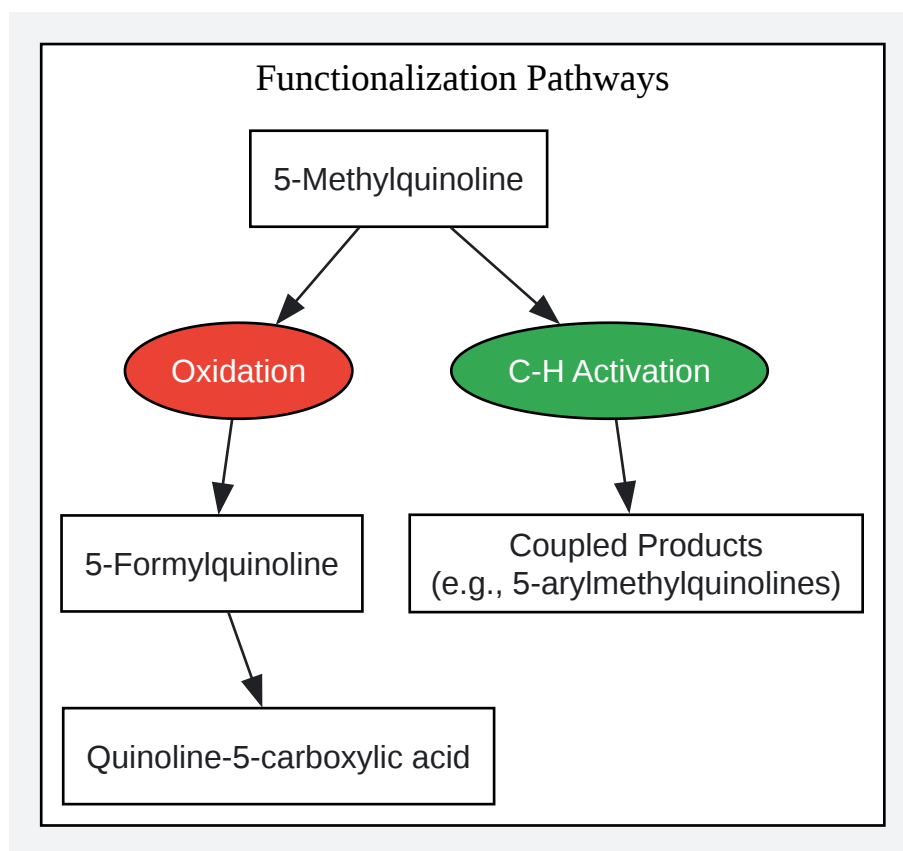 Functionalization Pathways
5-Methylquinoline
Oxidation
C-H Activation
5-Formylquinoline
Coupled Products
(e.g., 5-arylmethylquinolines)
Quinoline-5-carboxylic acid